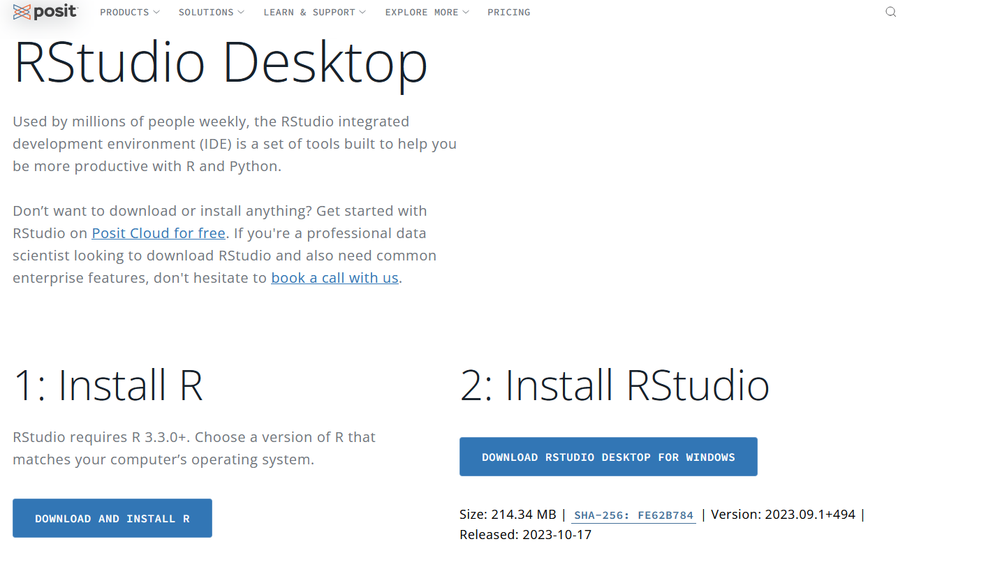 posit PRODUCTS SOLUTIONS LEARN & SUPPORT EXPLORE MORE PRICING
RStudio Desktop
Used by millions of people weekly, the RStudio integrated
development environment (IDE) is a set of tools built to help you
be more productive with R and Python.
Don’t want to download or install anything? Get started with
RStudio on Posit Cloud for free. If you're a professional data
scientist looking to download RStudio and also need common
enterprise features, don't hesitate to book a call with us.
1: Install R
RStudio requires R 3.3.0+. Choose a version of R that
matches your computer’s operating system.
DOWNLOAD AND INSTALL R
2: Install RStudio
DOWNLOAD RSTUDIO DESKTOP FOR WINDOWS
Size: 214.34 MB | SHA-256: FE62B784 | Version: 2023.09.1+494 |
Released: 2023-10-17